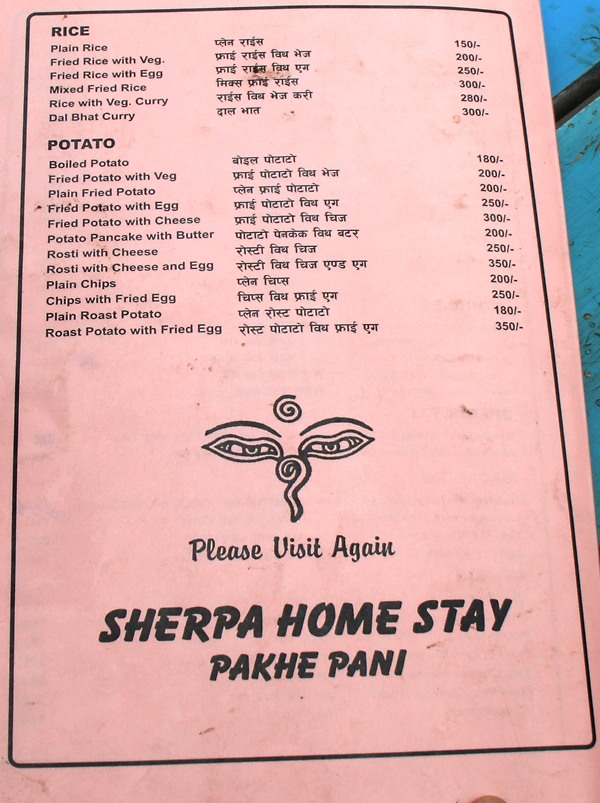 RICE
Plain Rice प्लेन राईस 150/-
Fried Rice with Veg. फ्राई राईस विथ भेज 200/-
Fried Rice with Egg फ्राई राईस विथ एग 250/-
Mixed Fried Rice मिक्स फ्राई राईस 300/-
Rice with Veg. Curry राईस विथ भेज करी 280/-
Dal Bhat Curry दाल भात 300/-
POTATO
Boiled Potato बोइल पोटाटो 180/-
Fried Potato with Veg फ्राई पोटाटो विथ भेज 200/-
Plain Fried Potato प्लेन फ्राई पोटाटो 200/-
Fried Potato with Egg फ्राई पोटाटो विथ एग 250/-
Fried Potato with Cheese फ्राई पोटाटो विथ चिज 300/-
Potato Pancake with Butter पोटाटो पेनकेक विथ बटर 200/-
Rosti with Cheese रोस्टी विथ चिज 250/-
Rosti with Cheese and Egg रोस्टी विथ चिज एण्ड एग 350/-
Plain Chips प्लेन चिप्स 200/-
Chips with Fried Egg चिप्स विथ फ्राई एग 250/-
Plain Roast Potato प्लेन रोस्ट पोटाटो 180/-
Roast Potato with Fried Egg रोस्ट पोटाटो विथ फ्राई एग 350/-
Please Visit Again
SHERPA HOME STAY
PAKHE PANI